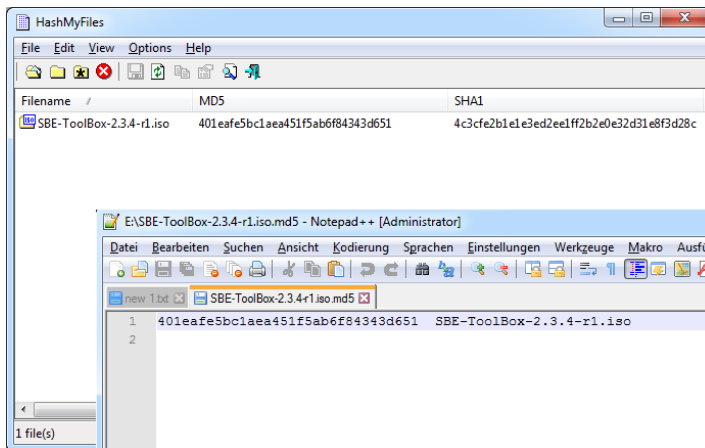 HashMyFiles
File Edit View Options Help
Filename / MD5 SHA1
SBE-ToolBox-2.3.4-r1.iso 401eafe5bc1aea451f5ab6f84343d651 4c3cfe2b1e1e3ed2ee1ff2b2e0e32d31e8f3d28c
E:\SBE-ToolBox-2.3.4-r1.iso.md5 - Notepad++ [Administrator]
Datei Bearbeiten Suchen Ansicht Kodierung Sprachen Einstellungen Werkzeuge Makro Ausfü
new 1.txt SBE-ToolBox-2.3.4-r1.iso.md5
1 401eafe5bc1aea451f5ab6f84343d651 SBE-ToolBox-2.3.4-r1.iso
2
1 file(s)